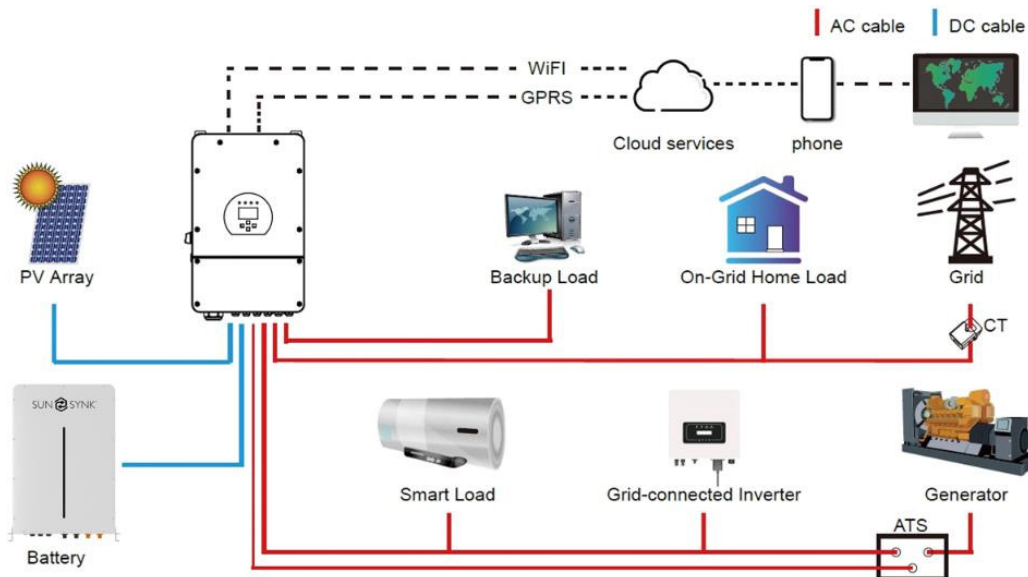 AC cable
DC cable
WiFI
GPRS
Cloud services
phone
PV Array
Backup Load
On-Grid Home Load
Grid
CT
SUN SYNK
Smart Load
Grid-connected Inverter
Generator
ATS
Battery